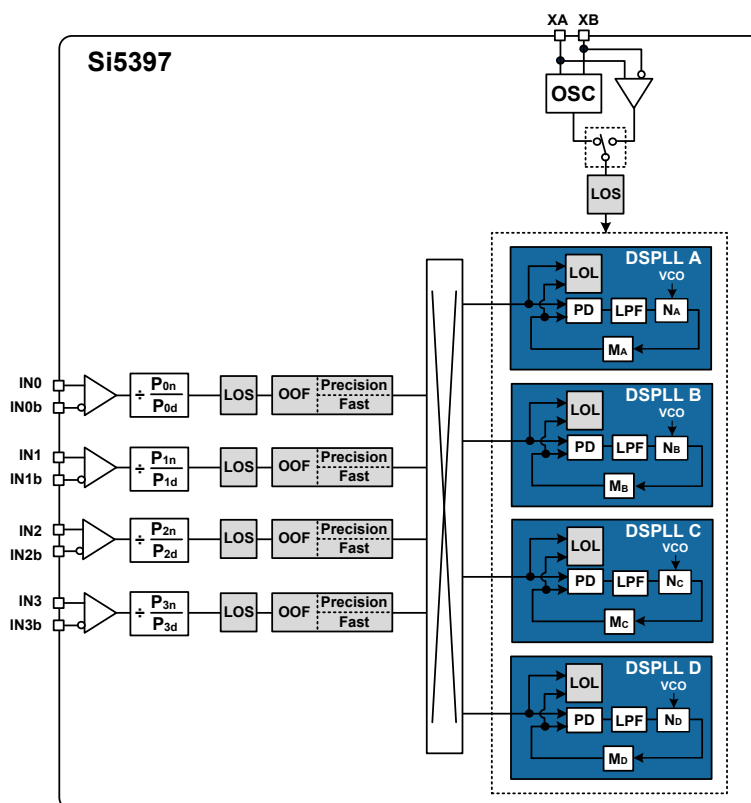 XA XB
Si5397
OSC
LOS
DSPLL A
LOL
VCO
PD LPF NA
MA
DSPLL B
LOL
VCO
PD LPF NB
MB
DSPLL C
LOL
VCO
PD LPF NC
MC
DSPLL D
LOL
VCO
PD LPF ND
MD
IN0
IN0b
÷ P0n
P0d
LOS OOF Precision
Fast
IN1
IN1b
÷ P1n
P1d
LOS OOF Precision
Fast
IN2
IN2b
÷ P2n
P2d
LOS OOF Precision
Fast
IN3
IN3b
÷ P3n
P3d
LOS OOF Precision
Fast